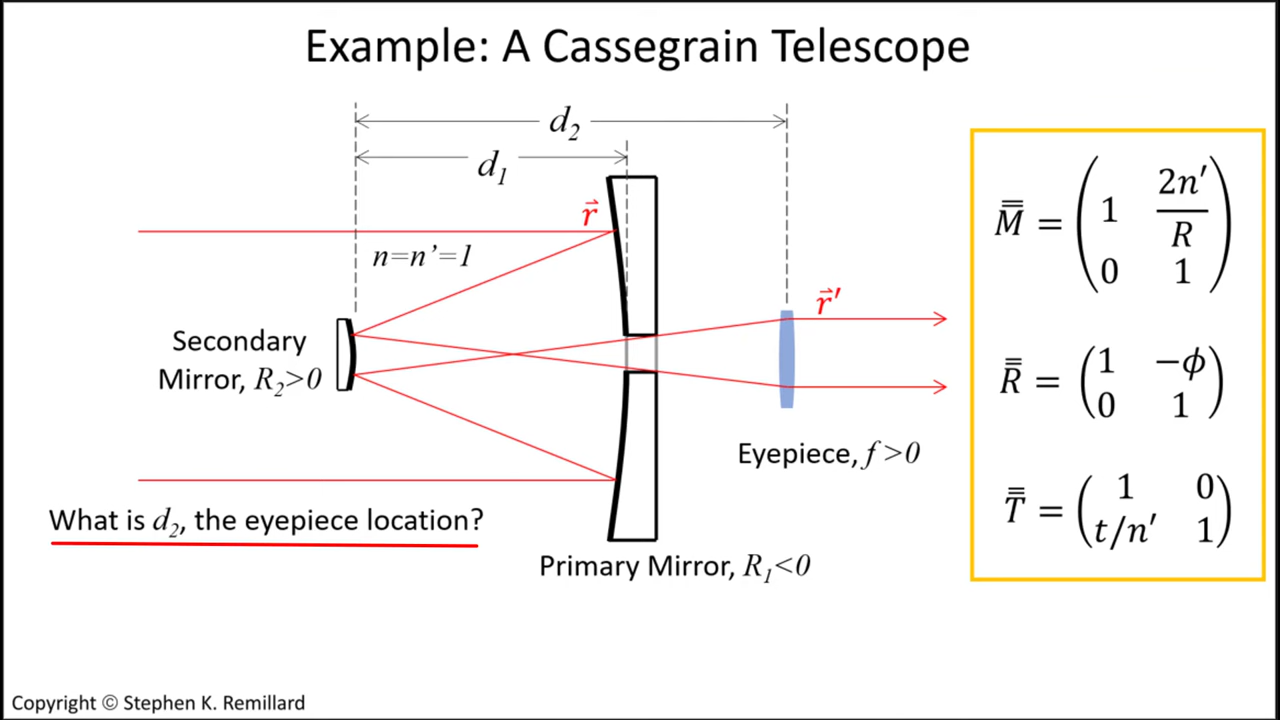 Example: A Cassegrain Telescope
d₂
d₁
r⃗
n=n’=1
Secondary
Mirror, R₂>0
r⃗′
Eyepiece, f>0
What is d₂, the eyepiece location?
Primary Mirror, R₁<0
M̿ = (1 2n′/R
0 1)
R̿ = (1 −ϕ
0 1)
T̿ = (1 0
t/n′ 1)
Copyright © Stephen K. Remillard